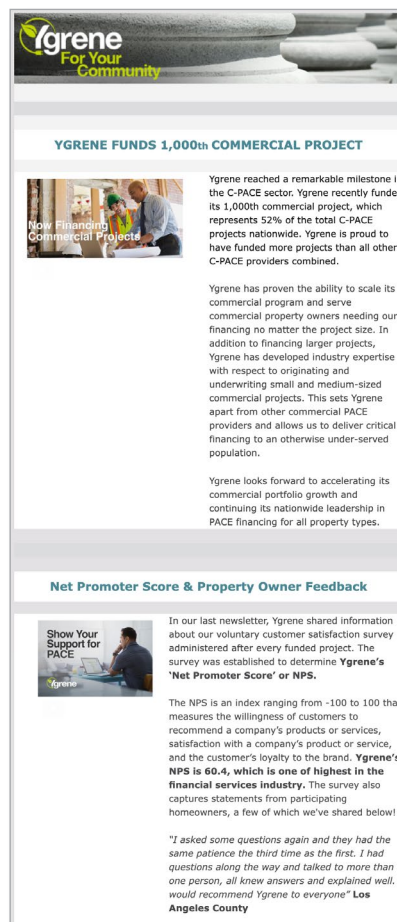 Ygrene
For Your
Community
YGRENE FUNDS 1,000th COMMERCIAL PROJECT
Now Financing
Commercial Projects
Ygrene reached a remarkable milestone i
the C-PACE sector. Ygrene recently funde
its 1,000th commercial project, which
represents 52% of the total C-PACE
projects nationwide. Ygrene is proud to
have funded more projects than all other
C-PACE providers combined.
Ygrene has proven the ability to scale its
commercial program and serve
commercial property owners needing our
financing no matter the project size. In
addition to financing larger projects,
Ygrene has developed industry expertise
with respect to originating and
underwriting small and medium-sized
commercial projects. This sets Ygrene
apart from other commercial PACE
providers and allows us to deliver critical
financing to an otherwise under-served
population.
Ygrene looks forward to accelerating its
commercial portfolio growth and
continuing its nationwide leadership in
PACE financing for all property types.
Net Promoter Score & Property Owner Feedback
Show Your
Support for
PACE
Ygrene
In our last newsletter, Ygrene shared information
about our voluntary customer satisfaction survey
administered after every funded project. The
survey was established to determine Ygrene's
'Net Promoter Score' or NPS.
The NPS is an index ranging from -100 to 100 tha
measures the willingness of customers to
recommend a company's products or services,
satisfaction with a company's product or service,
and the customer's loyalty to the brand. Ygrene's
NPS is 60.4, which is one of highest in the
financial services industry. The survey also
captures statements from participating
homeowners, a few of which we've shared below!
"I asked some questions again and they had the
same patience the third time as the first. I had
questions along the way and talked to more than
one person, all knew answers and explained well.
would recommend Ygrene to everyone" Los
Angeles County